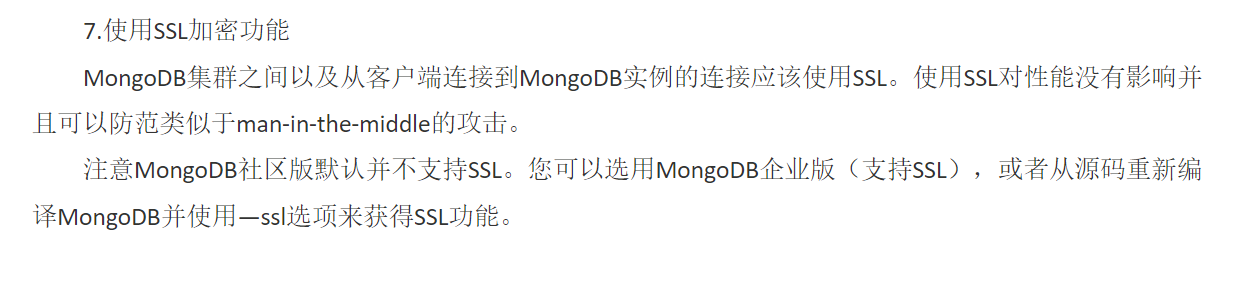 7.使用SSL加密功能
MongoDB集群之间以及从客户端连接到MongoDB实例的连接应该使用SSL。使用SSL对性能没有影响并
且可以防范类似于man-in-the-middle的攻击。
注意MongoDB社区版默认并不支持SSL。您可以选用MongoDB企业版（支持SSL），或者从源码重新编
译MongoDB并使用—ssl选项来获得SSL功能。